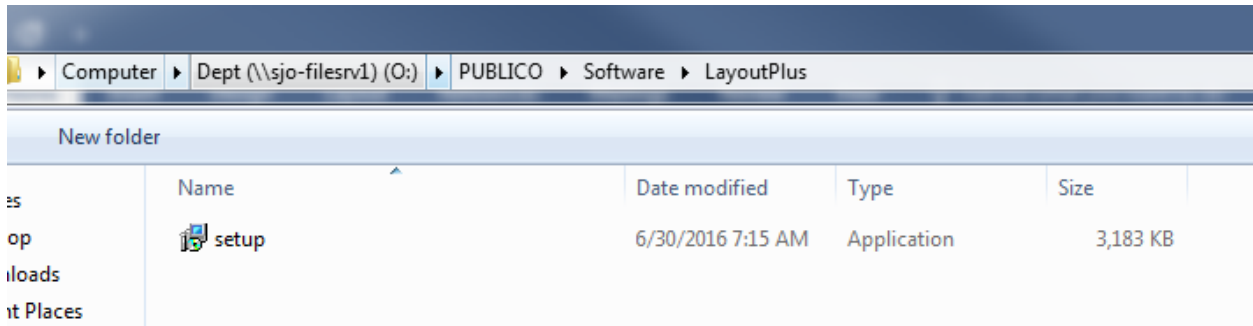 Computer Dept (\\sjo-filesrv1) (O:) PUBLICO Software LayoutPlus
New folder
Name Date modified Type Size
setup 6/30/2016 7:15 AM Application 3,183 KB